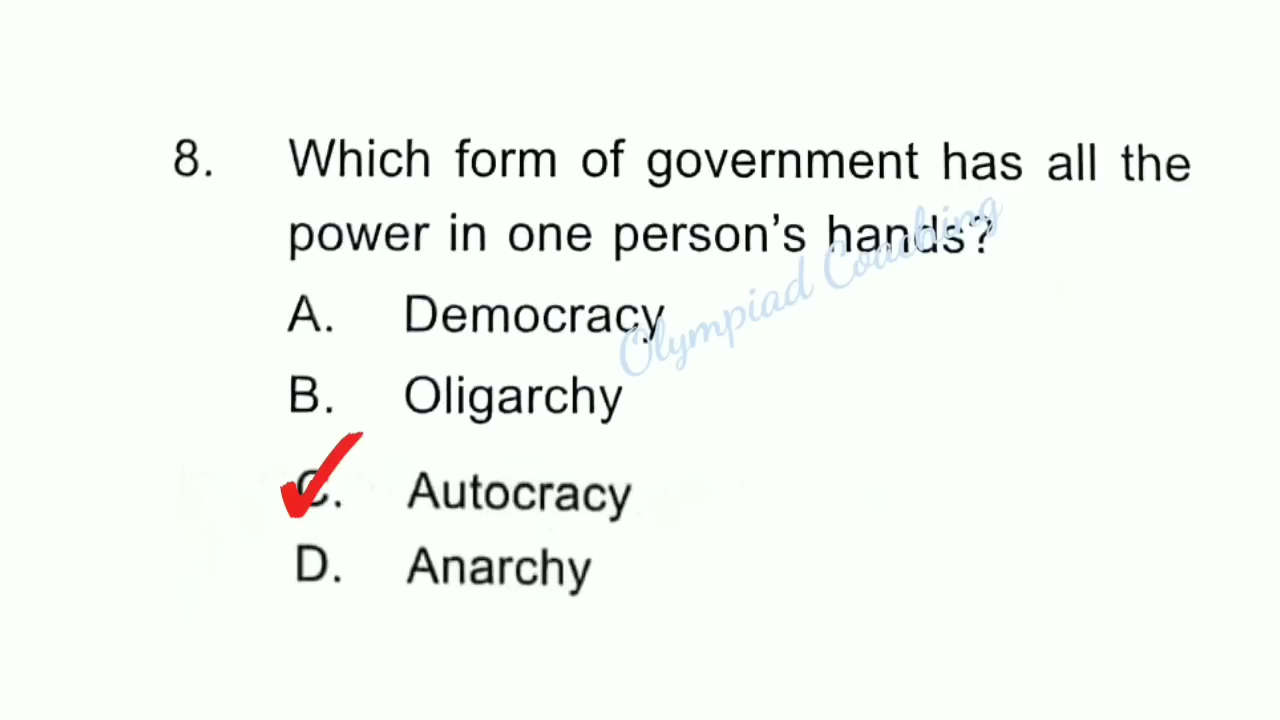 8. Which form of government has all the
power in one person's hands?
Olympiad Coaching
A. Democracy
B. Oligarchy
C. Autocracy
D. Anarchy